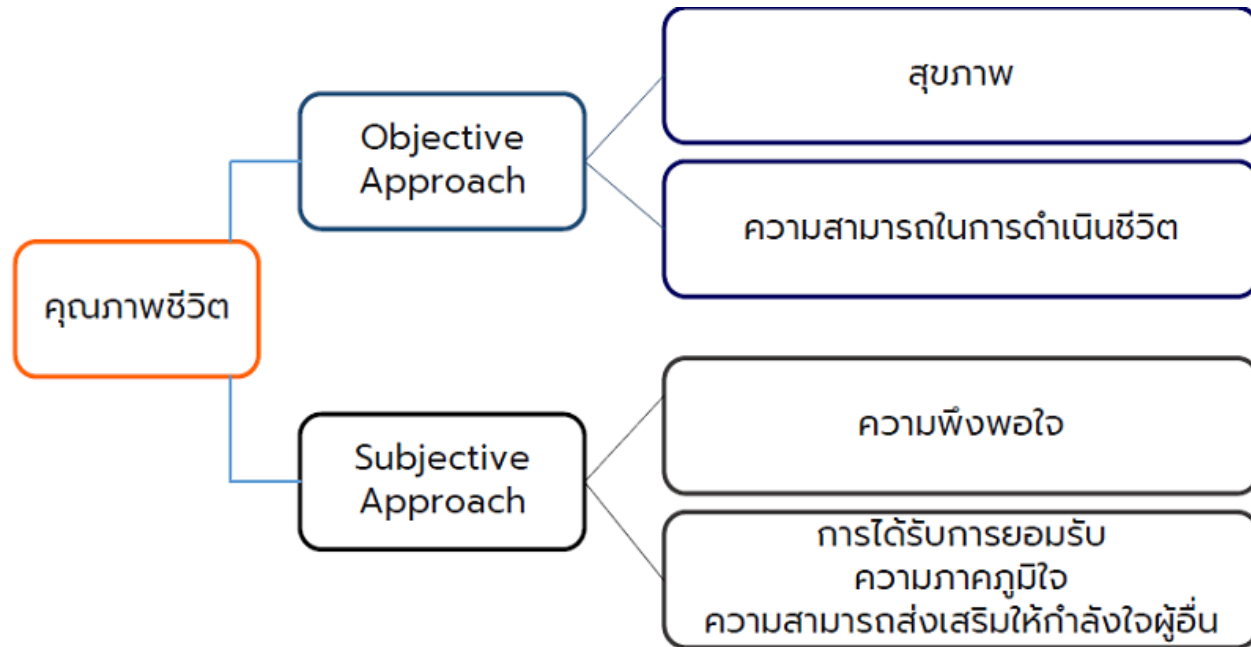 คุณภาพชีวิต
Objective
Approach
สุขภาพ
ความสามารถในการดำเนินชีวิต
Subjective
Approach
ความพึงพอใจ
การได้รับการยอมรับ
ความภาคภูมิใจ
ความสามารถส่งเสริมให้กำลังใจผู้อื่น